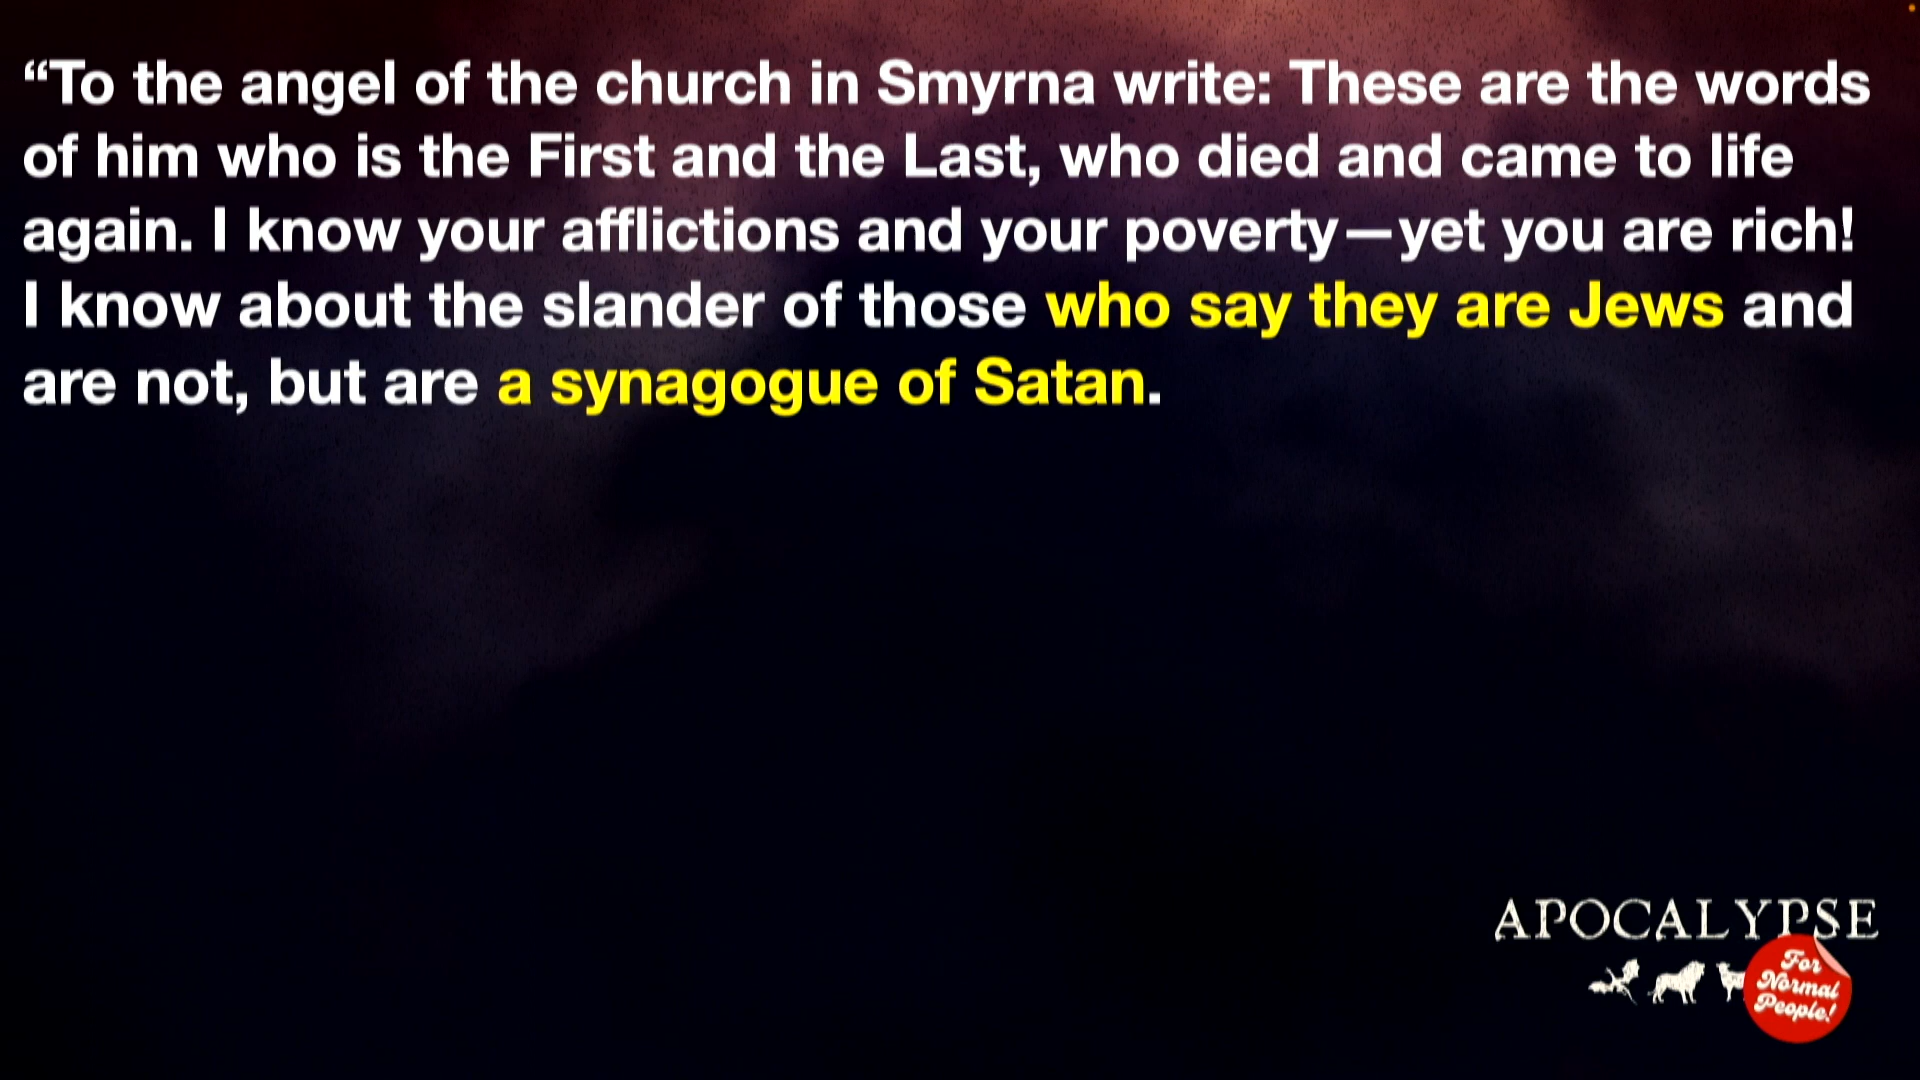 “To the angel of the church in Smyrna write: These are the words
of him who is the First and the Last, who died and came to life
again. I know your afflictions and your poverty—yet you are rich!
I know about the slander of those who say they are Jews and
are not, but are a synagogue of Satan.
APOCALYPSE
For
Normal
People!